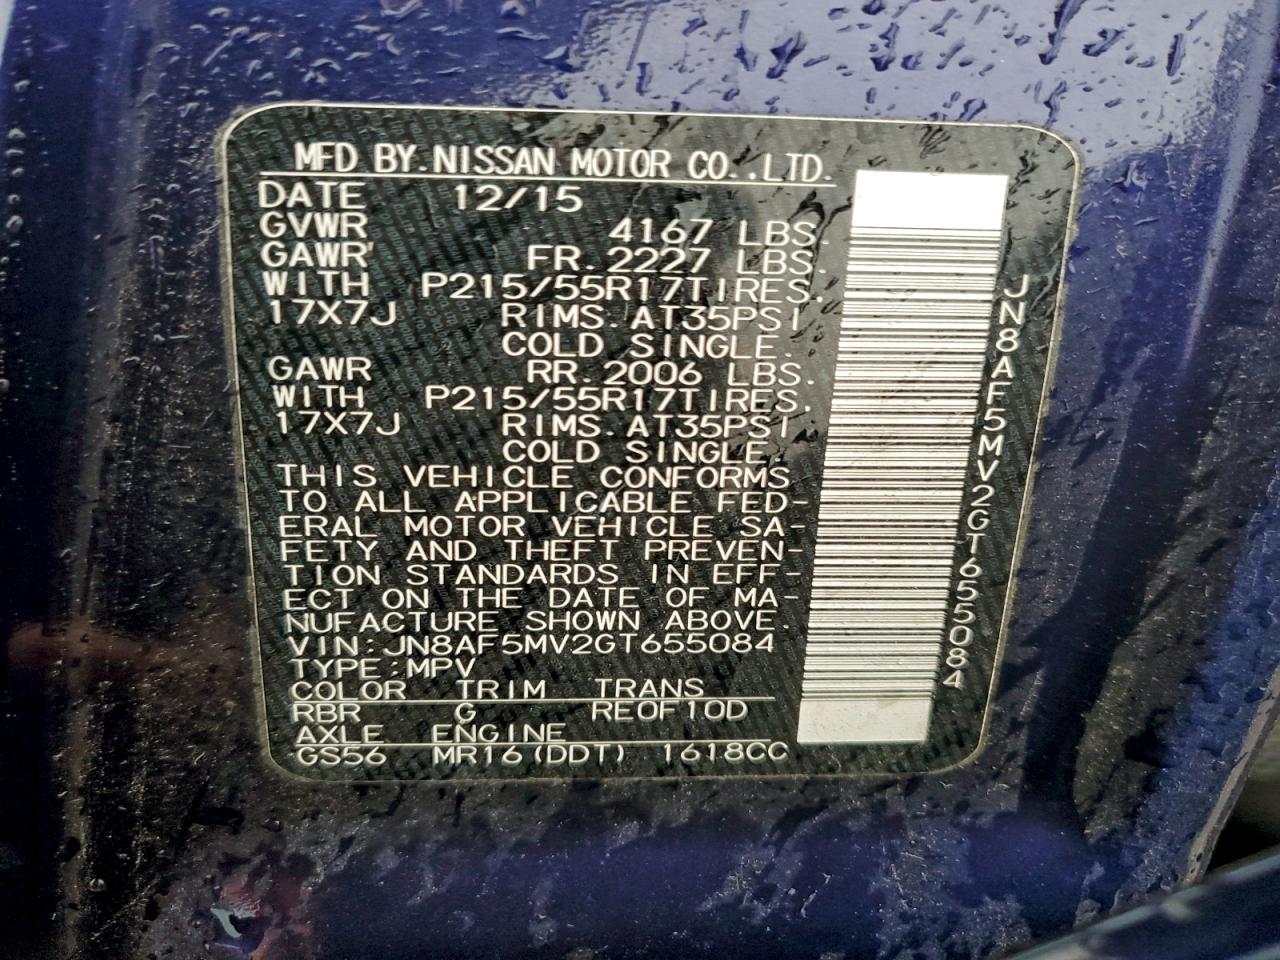 MFD BY.NISSAN MOTOR CO.,LTD.
DATE 12/15
GVWR 4167 LBS.
GAWR FR.2227 LBS.
WITH P215/55R17TIRES.
17X7J RIMS.AT35PSI
COLD SINGLE.
GAWR RR.2006 LBS.
WITH P215/55R17TIRES.
17X7J RIMS.AT35PSI
COLD SINGLE.
THIS VEHICLE CONFORMS
TO ALL APPLICABLE FED-
ERAL MOTOR VEHICLE SA-
FETY AND THEFT PREVEN-
TION STANDARDS IN EFF-
ECT ON THE DATE OF MA-
NUFACTURE SHOWN ABOVE.
VIN:JN8AF5MV2GT655084
TYPE:MPV
COLOR TRIM TRANS
RBR G RE0F10D
AXLE ENGINE
GS56 MR16(DDT) 1618CC
JN8AF5MV2GT655084